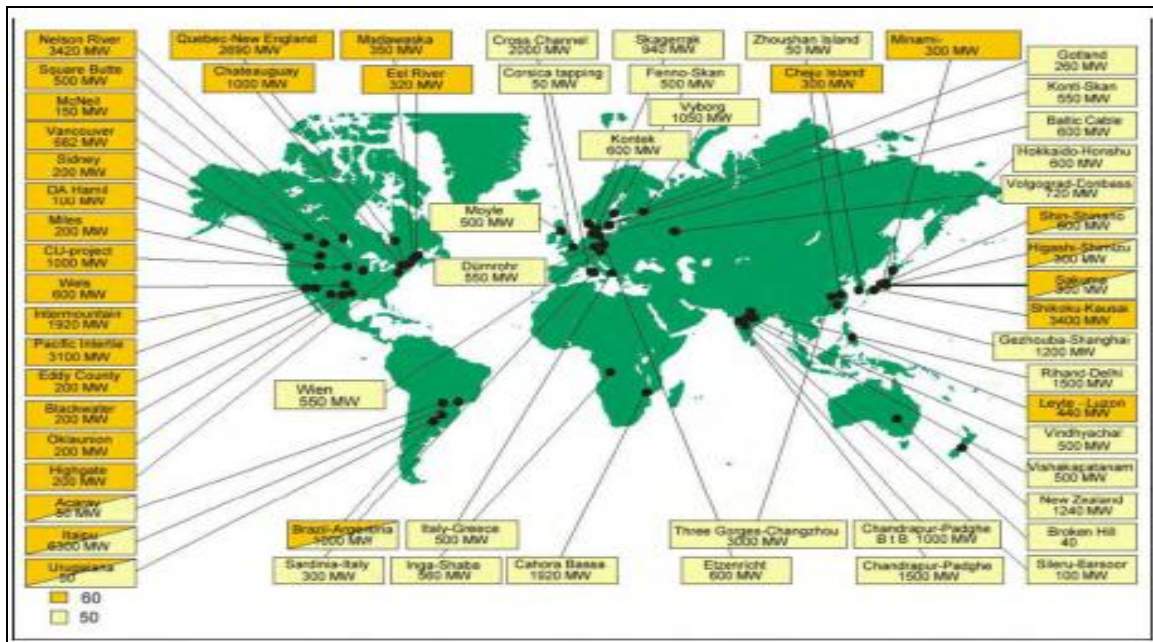 Nelson River
3420 MW
Square Butte
500 MW
McNeil
150 MW
Vancouver
682 MW
Sidney
200 MW
DA Hamil
100 MW
Miles
200 MW
CU-project
1000 MW
Wels
600 MW
Intermountain
1920 MW
Pacific Intertie
3100 MW
Eddy County
200 MW
Blackwater
200 MW
Oklaunion
200 MW
Highgate
200 MW
Acaray
50 MW
Itaipu
6300 MW
Uruguiana
50
Quebec-New England
2690 MW
Chateauguay
1000 MW
Madawaska
350 MW
Eel River
320 MW
Cross Channel
2000 MW
Corsica tapping
50 MW
Skagerrak
940 MW
Fenno-Skan
500 MW
Vyborg
1050 MW
Kontek
600 MW
Zhoushan Island
50 MW
Cheju Island
300 MW
Minami-
300 MW
Gotland
260 MW
Konti-Skan
550 MW
Baltic Cable
600 MW
Hokkaido-Honshu
600 MW
Volgograd-Donbass
720 MW
600 MW
Higashi-Shimizu
300 MW
Sakuma
MW
Shikoku-Kausai
3400 MW
Gezhouba-Shanghai
1200 MW
Rihand-Delhi
1500 MW
Leyte - Luzon
440 MW
Vindhyachal
500 MW
Vishakapatanam
500 MW
New Zealand
1240 MW
Broken Hill
40
Sileru-Barsoor
100 MW
Moyle
500 MW
Dürnrohr
550 MW
Wien
550 MW
Brazil-Argentina
1000 MW
Sardinia-Italy
300 MW
Italy-Greece
500 MW
Inga-Shaba
560 MW
Cahora Bassa
1920 MW
Three Gorges-Changzhou
3000 MW
Etzenricht
600 MW
Chandrapur-Padghe
B t B 1000 MW
Chandrapur-Padghe
1500 MW
60
50